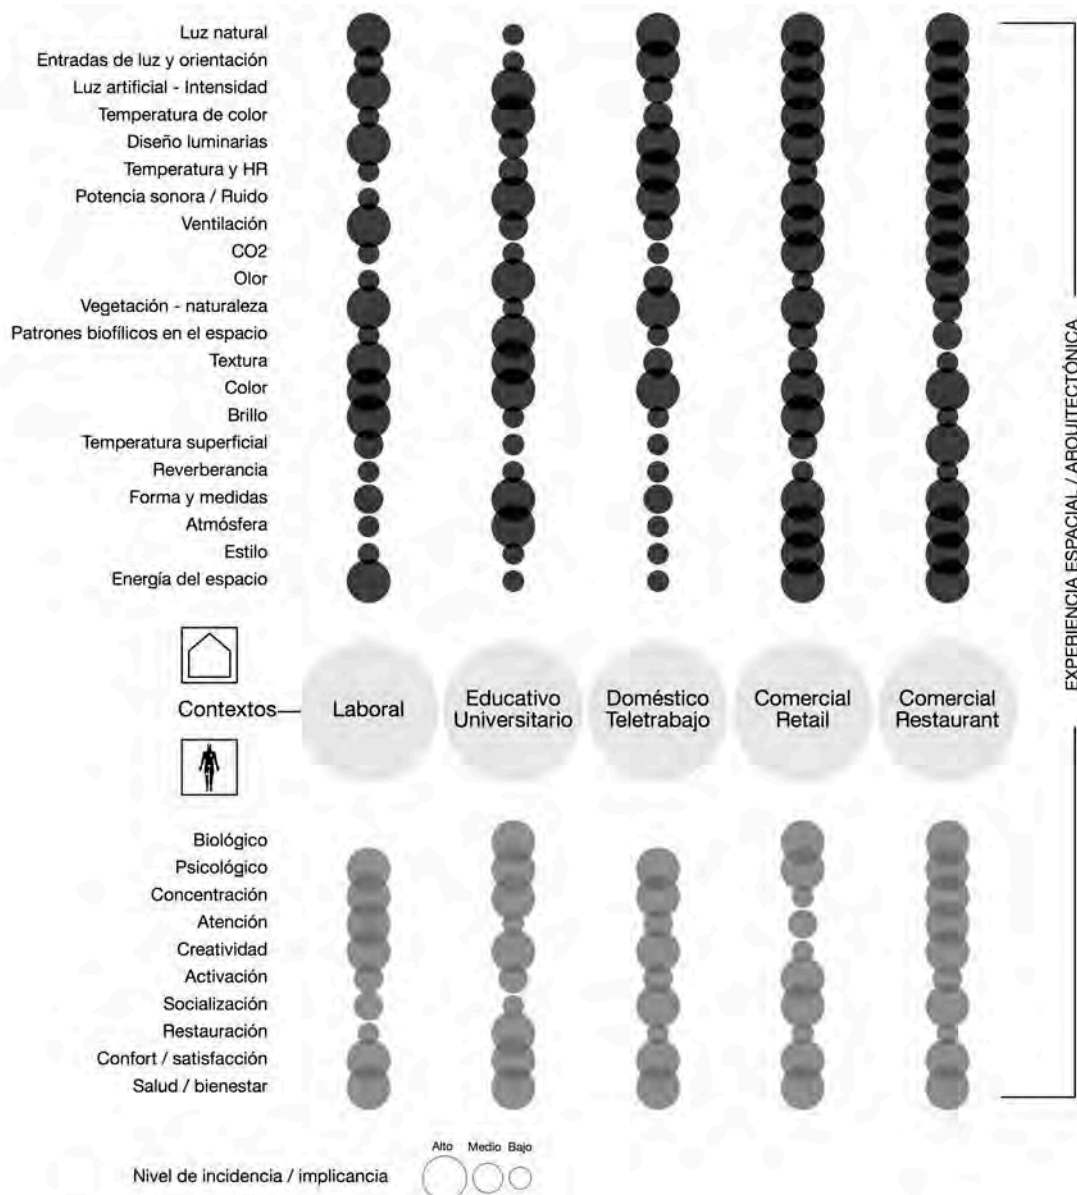 Luz natural
Entradas de luz y orientación
Luz artificial - Intensidad
Temperatura de color
Diseño luminarias
Temperatura y HR
Potencia sonora / Ruido
Ventilación
CO2
Olor
Vegetación - naturaleza
Patrones biofílicos en el espacio
Textura
Color
Brillo
Temperatura superficial
Reverberancia
Forma y medidas
Atmósfera
Estilo
Energía del espacio
EXPERIENCIA ESPACIAL / ARQUITECTÓNICA
Contextos
Laboral
Educativo
Universitario
Doméstico
Teletrabajo
Comercial
Retail
Comercial
Restaurant
Biológico
Psicológico
Concentración
Atención
Creatividad
Activación
Socialización
Restauración
Confort / satisfacción
Salud / bienestar
Alto Medio Bajo
Nivel de incidencia / implicancia